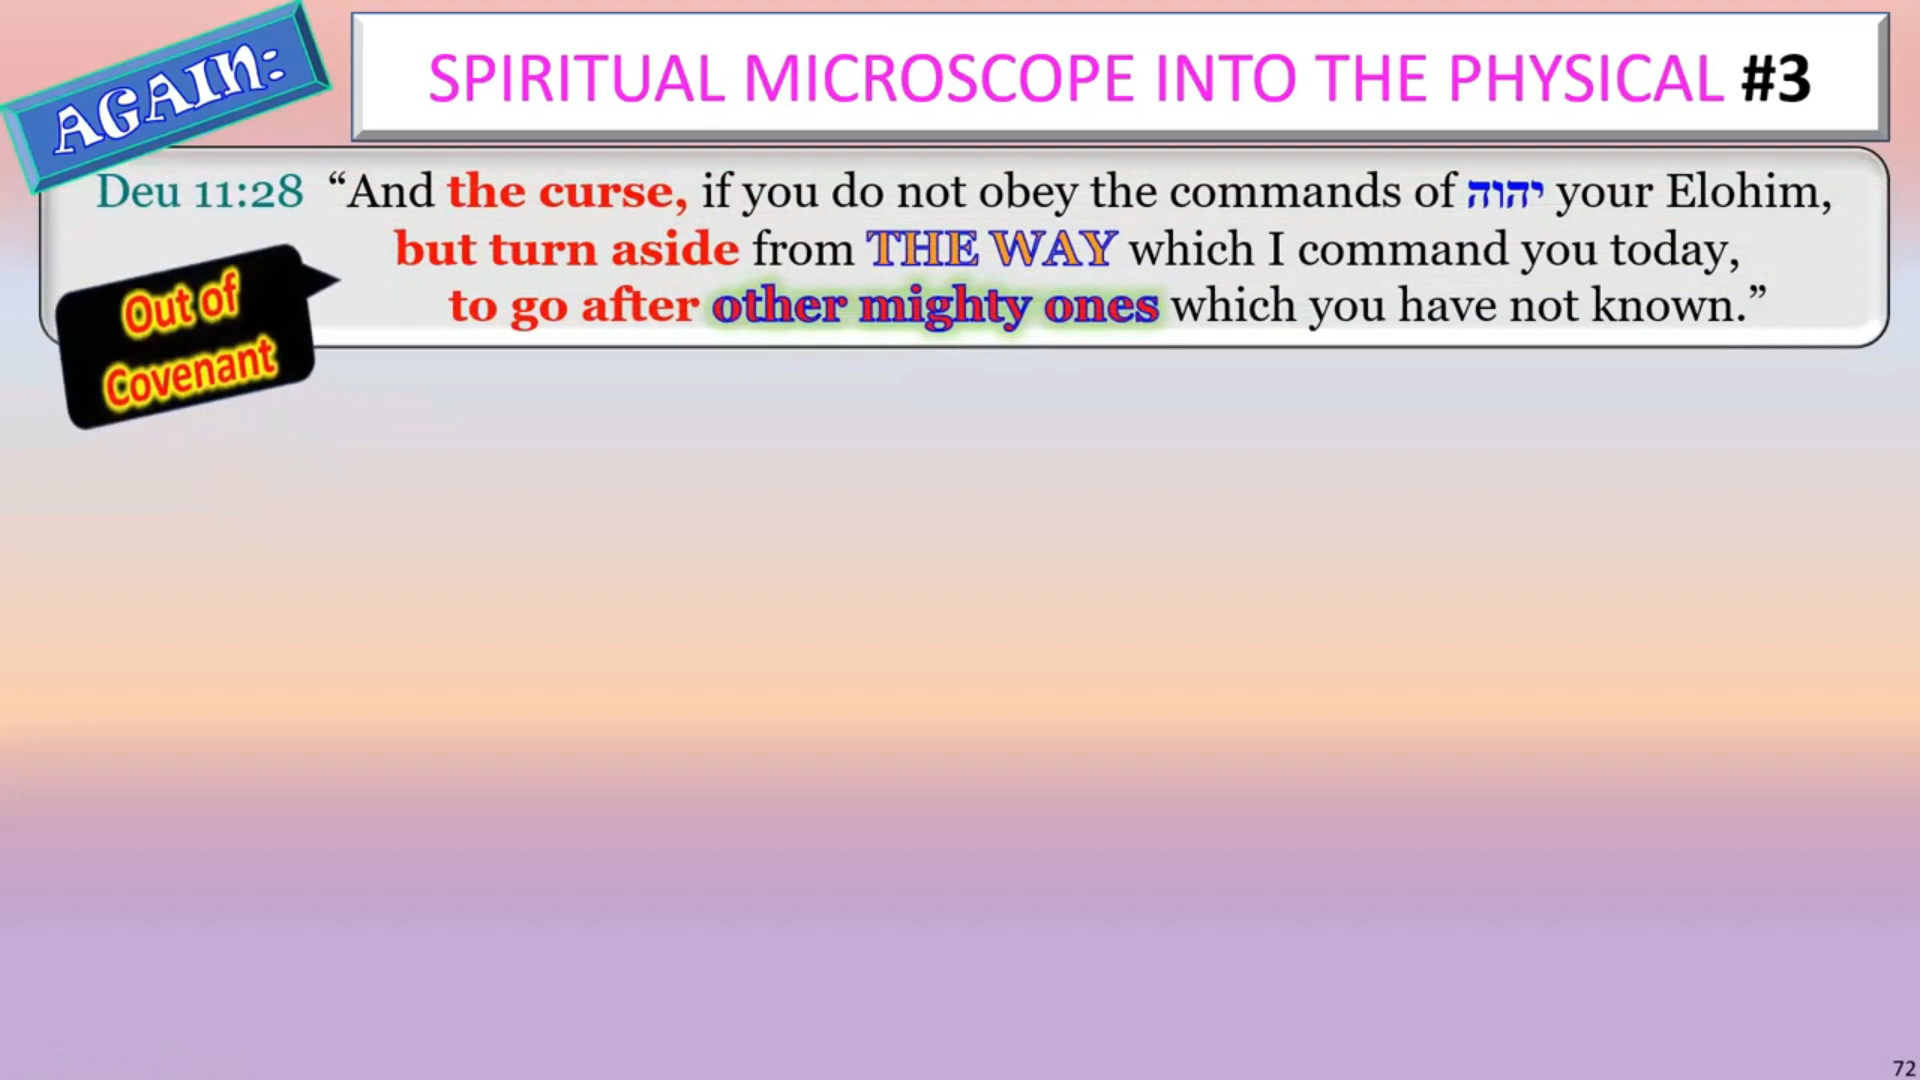 AGAIN:
SPIRITUAL MICROSCOPE INTO THE PHYSICAL #3
Deu 11:28 “And the curse, if you do not obey the commands of יהוה your Elohim,
but turn aside from THE WAY which I command you today,
to go after other mighty ones which you have not known.”
Out of
Covenant
72